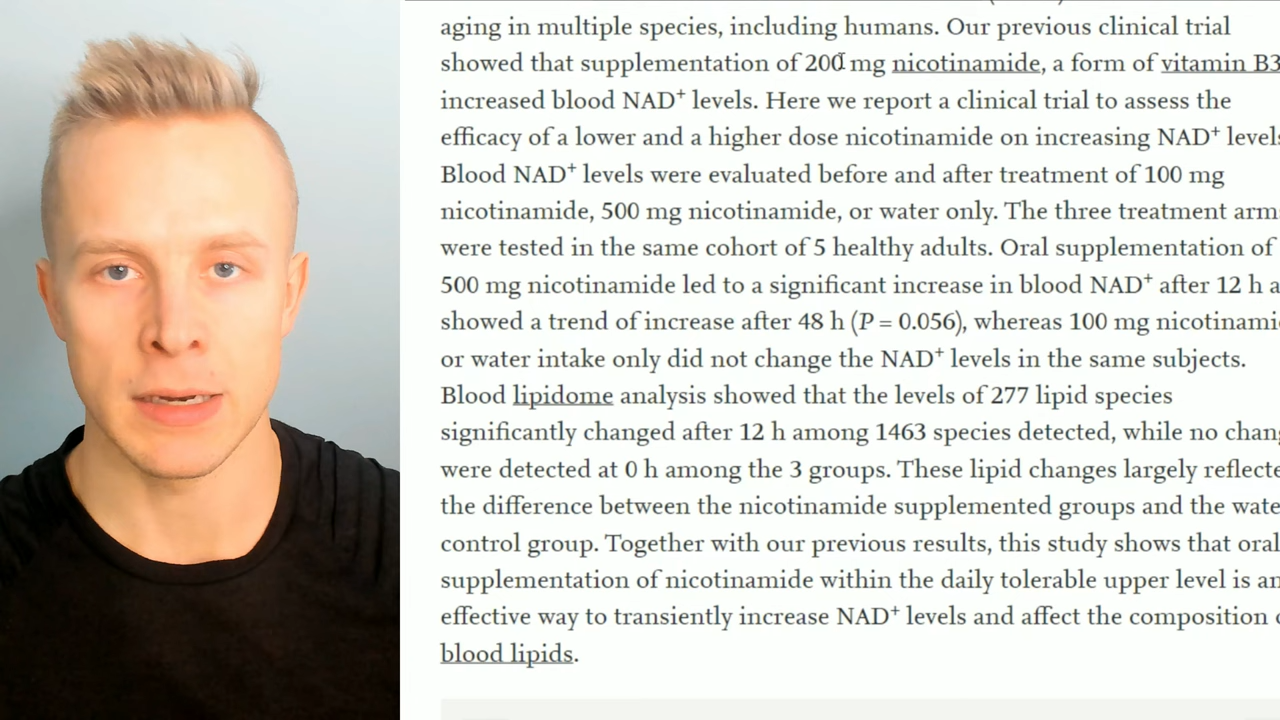 aging in multiple species, including humans. Our previous clinical trial
showed that supplementation of 200 mg nicotinamide, a form of vitamin B3
increased blood NAD+ levels. Here we report a clinical trial to assess the
efficacy of a lower and a higher dose nicotinamide on increasing NAD+ levels
Blood NAD+ levels were evaluated before and after treatment of 100 mg
nicotinamide, 500 mg nicotinamide, or water only. The three treatment arm
were tested in the same cohort of 5 healthy adults. Oral supplementation of
500 mg nicotinamide led to a significant increase in blood NAD+ after 12 h a
showed a trend of increase after 48 h (P = 0.056), whereas 100 mg nicotinami
or water intake only did not change the NAD+ levels in the same subjects.
Blood lipidome analysis showed that the levels of 277 lipid species
significantly changed after 12 h among 1463 species detected, while no chang
were detected at 0 h among the 3 groups. These lipid changes largely reflecte
the difference between the nicotinamide supplemented groups and the wate
control group. Together with our previous results, this study shows that oral
supplementation of nicotinamide within the daily tolerable upper level is an
effective way to transiently increase NAD+ levels and affect the composition
blood lipids.